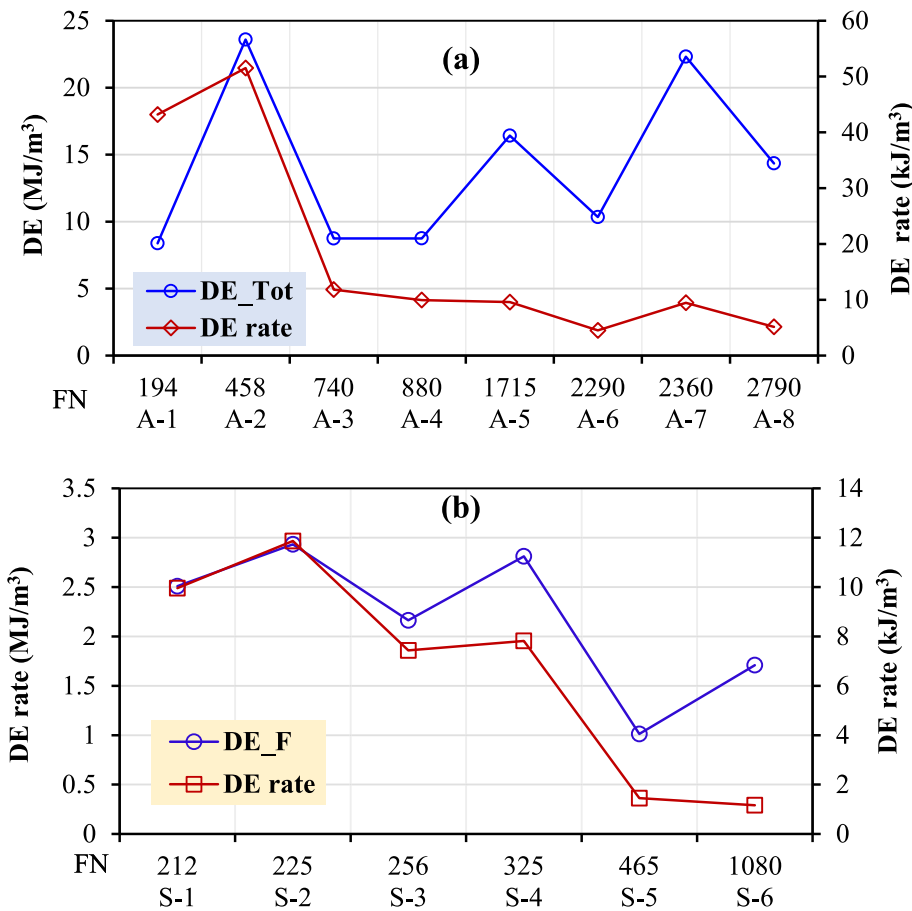 (a)
DE (MJ/m³)
25
20
15
10
5
0
DE rate (kJ/m³)
60
50
40
30
20
10
0
DE_Tot
DE rate
FN 194 458 740 880 1715 2290 2360 2790
A-1 A-2 A-3 A-4 A-5 A-6 A-7 A-8
(b)
DE rate (MJ/m³)
3.5
3
2.5
2
1.5
1
0.5
0
DE rate (kJ/m³)
14
12
10
8
6
4
2
0
DE_F
DE rate
FN 212 225 256 325 465 1080
S-1 S-2 S-3 S-4 S-5 S-6